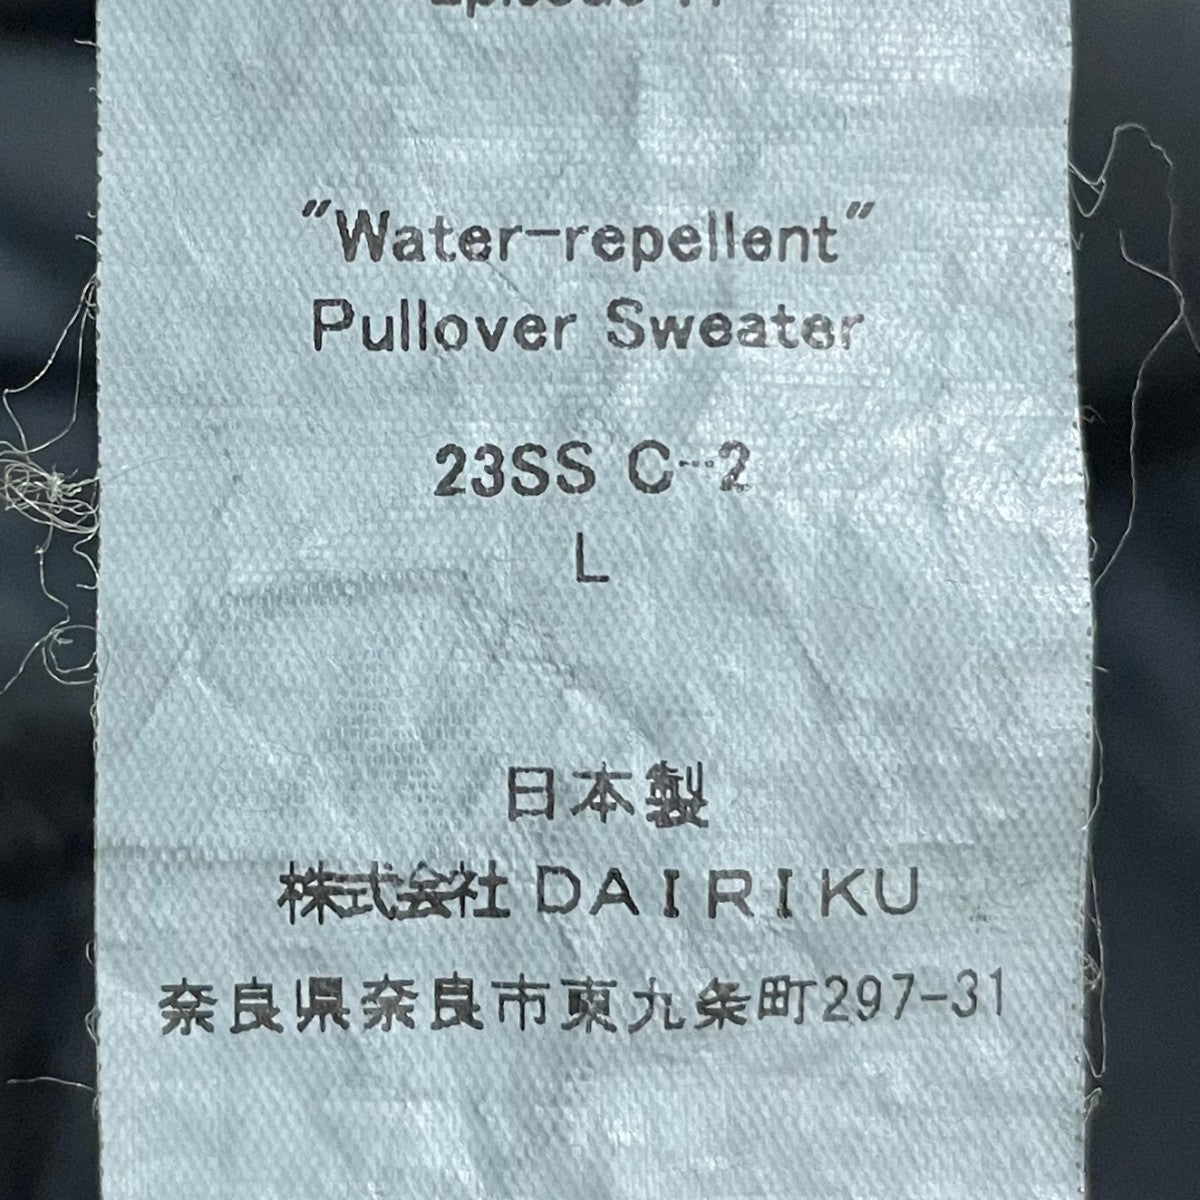 "Water-repellent"
Pullover Sweater
23SS C-2
L
日本製
株式会社DAIRIKU
奈良県奈良市東九条町297-31